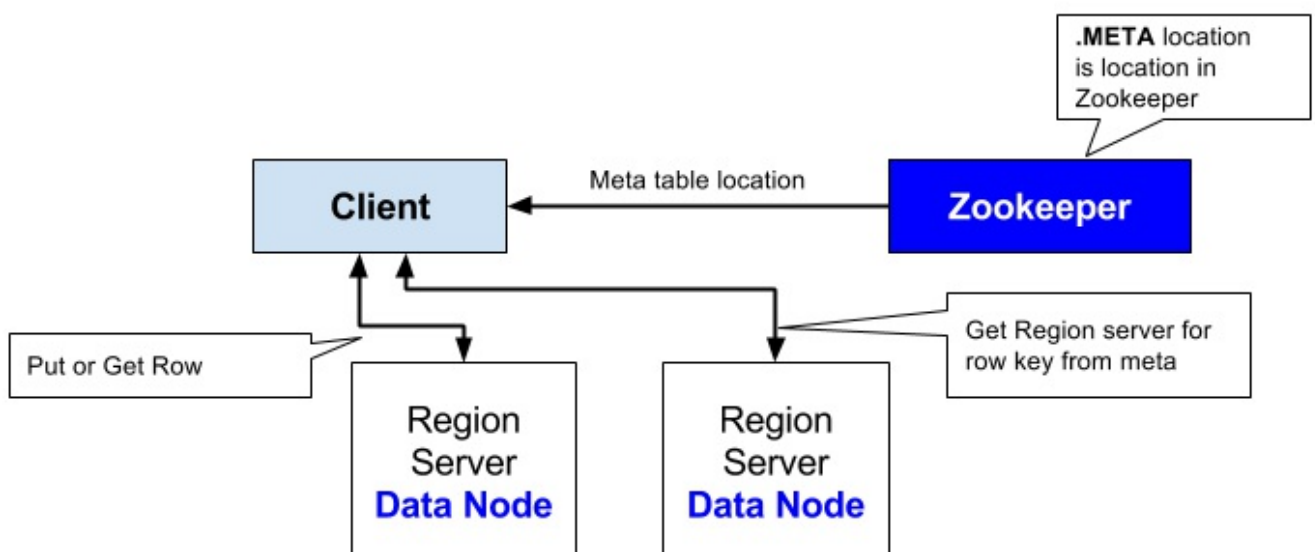 .META location
is location in
Zookeeper
Client
Meta table location
Zookeeper
Put or Get Row
Get Region server for
row key from meta
Region
Server
Data Node
Region
Server
Data Node